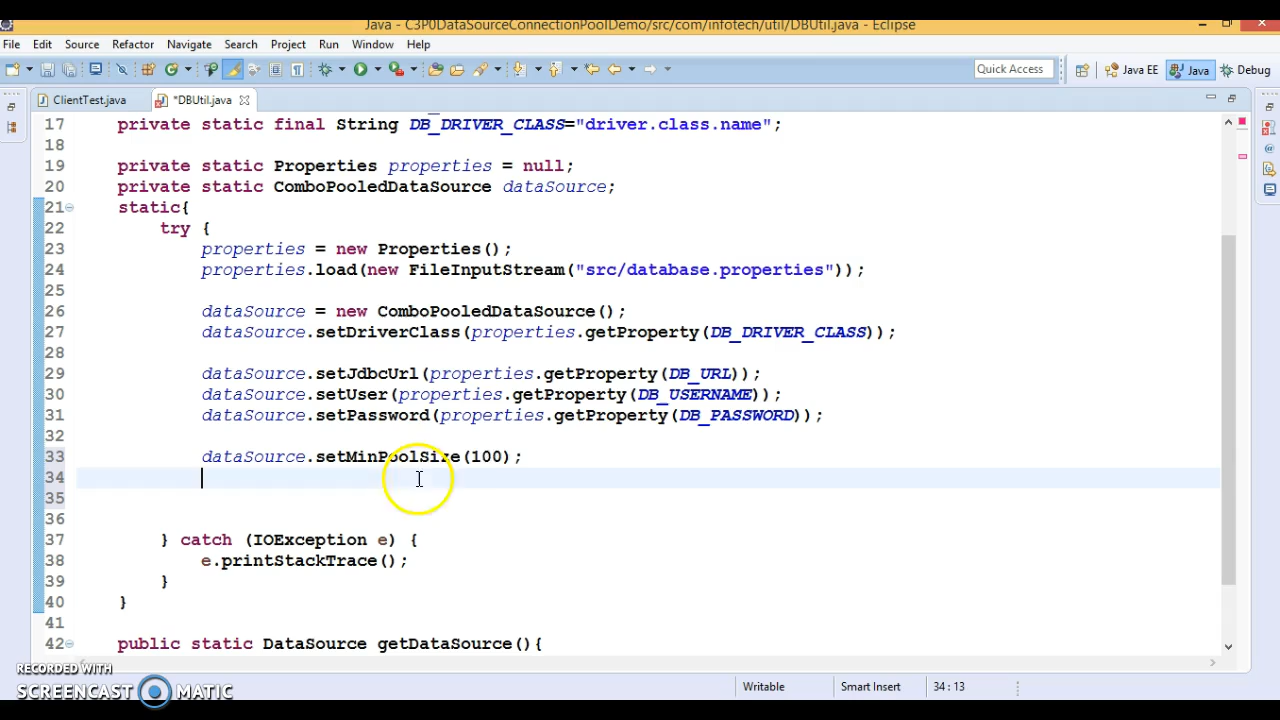 Java - C3P0DataSourceConnectionPoolDemo/src/com/infotech/util/DBUtil.java - Eclipse
File Edit Source Refactor Navigate Search Project Run Window Help
Quick Access Java EE Java Debug
ClientTest.java *DBUtil.java
17 private static final String DB_DRIVER_CLASS="driver.class.name";
18
19 private static Properties properties = null;
20 private static ComboPooledDataSource dataSource;
21 static{
22 try {
23 properties = new Properties();
24 properties.load(new FileInputStream("src/database.properties"));
25
26 dataSource = new ComboPooledDataSource();
27 dataSource.setDriverClass(properties.getProperty(DB_DRIVER_CLASS));
28
29 dataSource.setJdbcUrl(properties.getProperty(DB_URL));
30 dataSource.setUser(properties.getProperty(DB_USERNAME));
31 dataSource.setPassword(properties.getProperty(DB_PASSWORD));
32
33 dataSource.setMinPoolSize(100);
34
35
36
37 } catch (IOException e) {
38 e.printStackTrace();
39 }
40 }
41
42 public static DataSource getDataSource(){
RECORDED WITH
SCREENCAST MATIC
Writable Smart Insert 34 : 13